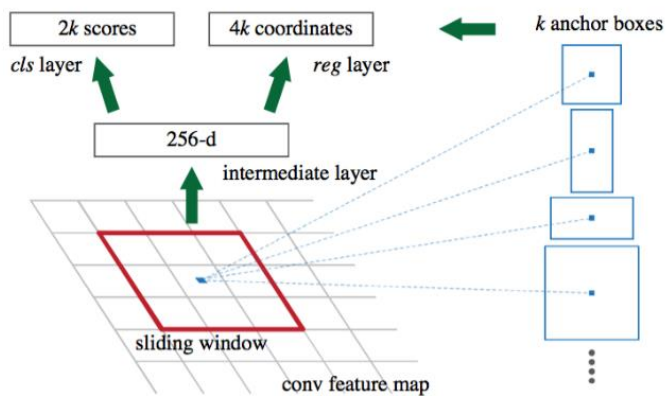 2k scores
4k coordinates
k anchor boxes
cls layer
reg layer
256-d
intermediate layer
sliding window
conv feature map